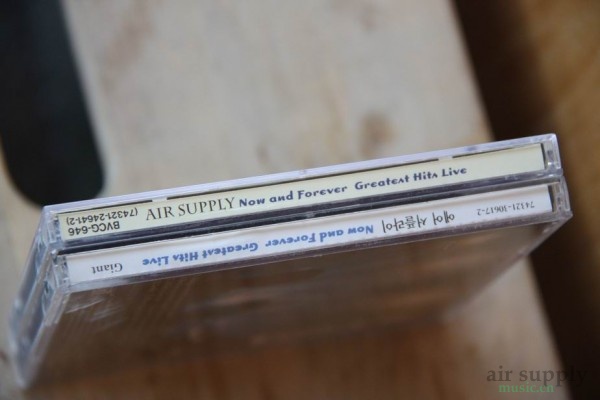 BVCG-646
(74321-24641-2)
AIR SUPPLY Now and Forever Greatest Hits Live
74321-30617-2
에어 서플라이 Now and Forever Greatest Hits Live
Giant
air supply
music.cn